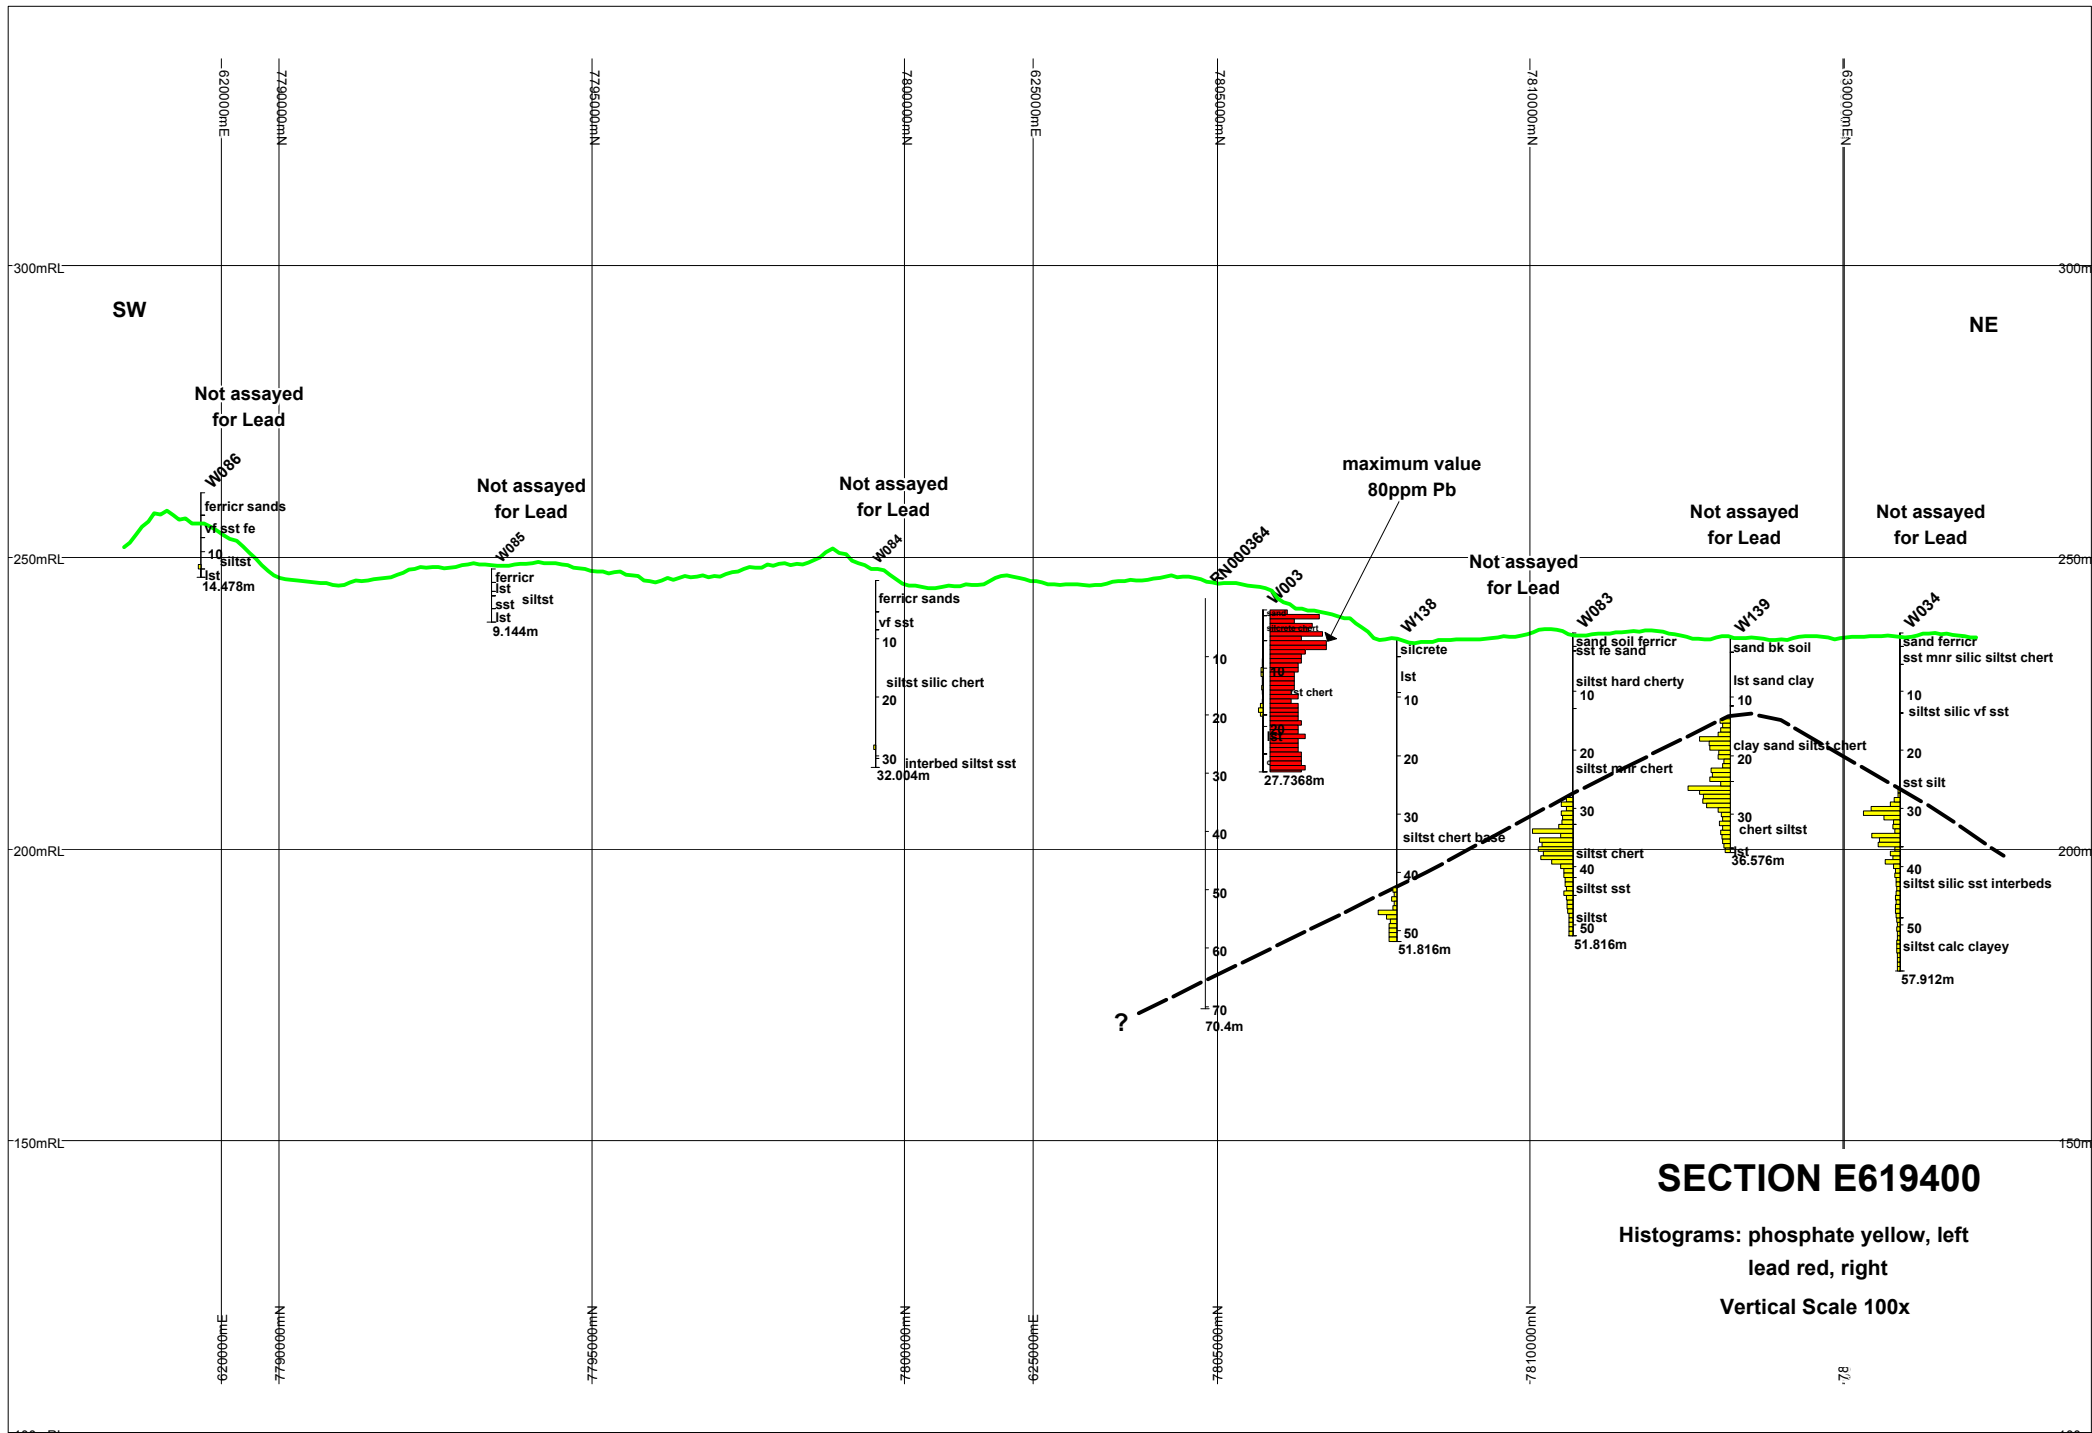 620000mE
7790000mN
7795000mN
7800000mN
625000mE
7805000mN
7810000mN
630000mE
300mRL
300m
SW
NE
Not assayed
for Lead
W086
ferricr sands
vf sst fe
10
siltst
lst
14.478m
Not assayed
for Lead
W085
ferricr
lst
siltst
sst
lst
9.144m
Not assayed
for Lead
W084
ferricr sands
vf sst
10
siltst silic chert
20
30
interbed siltst sst
32.004m
RN000364
10
20
30
40
50
60
70
70.4m
?
maximum value
80ppm Pb
W003
silcrete chert
10
20
lst
27.7368m
Not assayed
for Lead
W138
silcrete
lst
10
20
30
siltst chert base
40
50
51.816m
W083
sand soil ferricr
sst fe sand
siltst hard cherty
10
20
siltst mnr chert
30
siltst chert
40
siltst sst
siltst
50
51.816m
Not assayed
for Lead
W139
sand bk soil
lst sand clay
10
clay sand siltst chert
20
30
chert siltst
lst
36.576m
Not assayed
for Lead
W034
sand ferricr
sst mnr silic siltst chert
10
siltst silic vf sst
20
sst silt
30
40
siltst silic sst interbeds
50
siltst calc clayey
57.912m
250mRL
250m
200mRL
200m
150mRL
150m
SECTION E619400
Histograms: phosphate yellow, left
lead red, right
Vertical Scale 100x
620000mE
7790000mN
7795000mN
7800000mN
625000mE
7805000mN
7810000mN